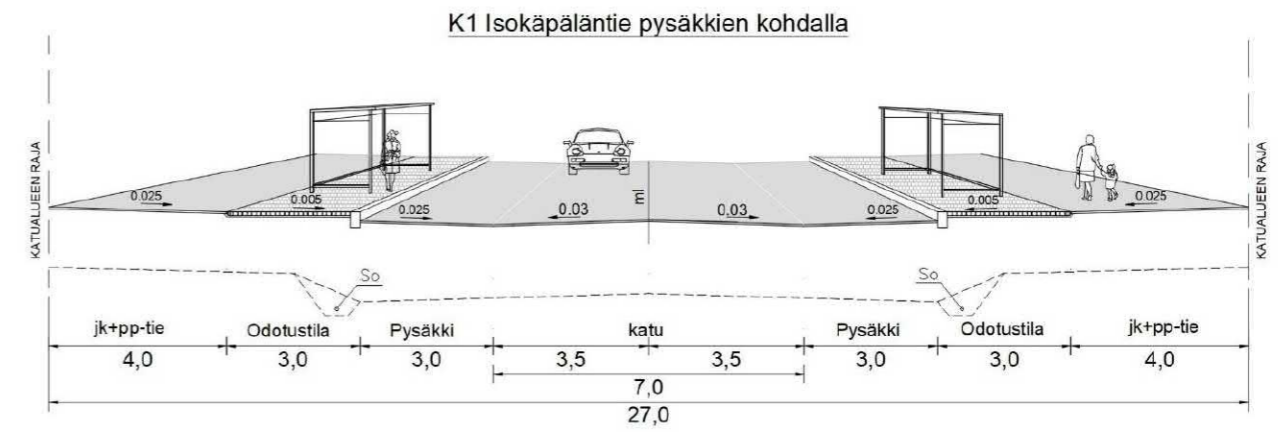 K1 Isokäpäläntie pysäkkien kohdalla
KATUALUEEN RAJA
KATUALUEEN RAJA
0.025
0.005
0.025
0.03
ml
0.03
0.025
0.005
0.025
So
So
jk+pp-tie
Odotustila
Pysäkki
katu
Pysäkki
Odotustila
jk+pp-tie
4,0
3,0
3,0
3,5
3,5
3,0
3,0
4,0
7,0
27,0